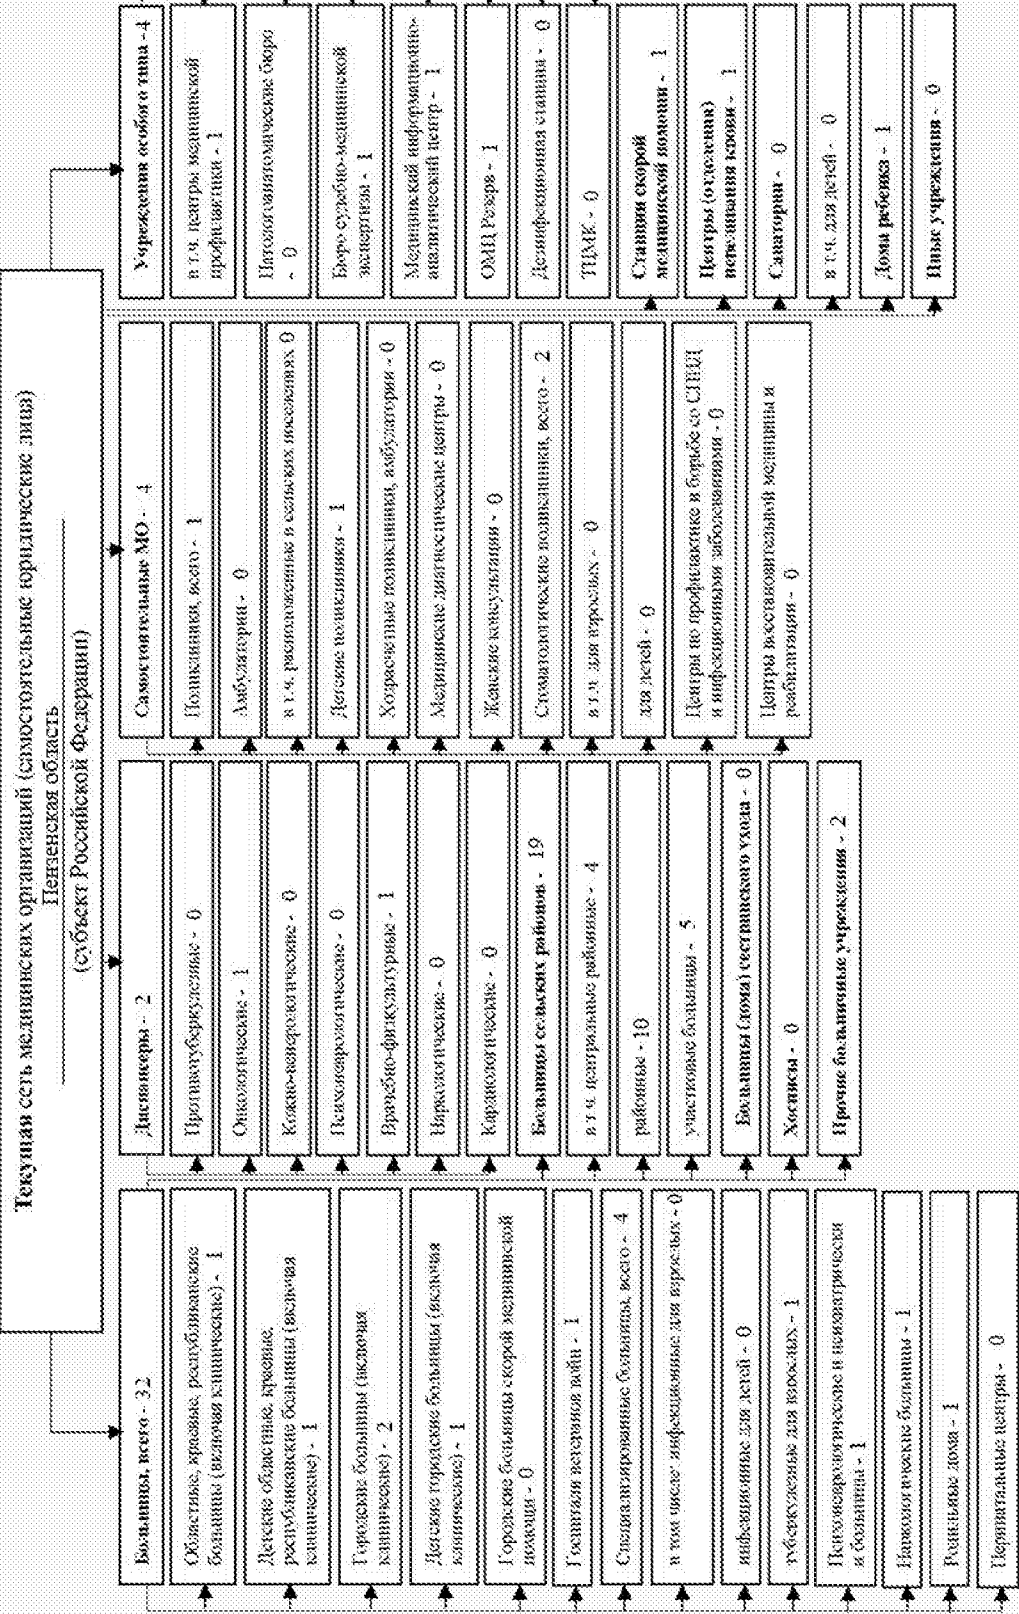 Текущая сеть медицинских организаций (самостоятельные юридические лица)
Пензенская область
(субъект Российской Федерации)
Больницы, всего - 32
Областные, краевые, республиканские
больницы (включая клинические) - 1
Детские областные, краевые,
республиканские больницы (включая
клинические) - 1
Городские больницы (включая
клинические) - 2
Детские городские больницы (включая
клинические) - 1
Городские больницы скорой медицинской
помощи - 0
Госпитали ветеранов войн - 1
Специализированные больницы, всего - 4
в том числе: инфекционные для взрослых - 0
инфекционные для детей - 0
туберкулезные для взрослых - 1
Психоневрологические и психиатрически
и больницы - 1
Наркологические больницы - 1
Родильные дома - 1
Перинатальные центры - 0
Диспансеры - 2
Противотуберкулезные - 0
Онкологические - 1
Кожно-венерологические - 0
Психоневрологические - 0
Врачебно-физкультурные - 1
Наркологические - 0
Кардиологические - 0
Больницы сельских районов - 19
в т.ч. центральные районные - 4
районные - 10
участковые больницы - 5
Больницы (дома) сестринского ухода - 0
Хосписы - 0
Прочие больничные учреждении - 2
Самостоятельные МО - 4
Поликлиники, всего - 1
Амбулатории - 0
в т.ч. расположенные в сельских поселениях 0
Детские поликлиники - 1
Хозрасчетные поликлиники, амбулатории - 0
Медицинские диагностические центры - 0
Женские консультации - 0
Стоматологические поликлиники, всего - 2
в т.ч. для взрослых - 0
для детей - 0
Центры по профилактике и борьбе со СПИД
и инфекционными заболеваниями - 0
Центры восстановительной медицины и
реабилитации - 0
Учреждения особого типа - 4
в т.ч. центры медицинской
профилактики - 1
Патологоанатомические бюро
- 0
Бюро судебно-медицинской
экспертизы - 1
Медицинский информационно-
аналитический центр - 1
ОМЦ Резерв - 1
Дезинфекционная станция - 0
ТЦМК - 0
Станции скорой
медицинской помощи - 1
Центры (отделения)
переливания крови - 1
Санатории - 0
в т.ч. для детей - 0
Дома ребенка - 1
Иные учреждения - 0